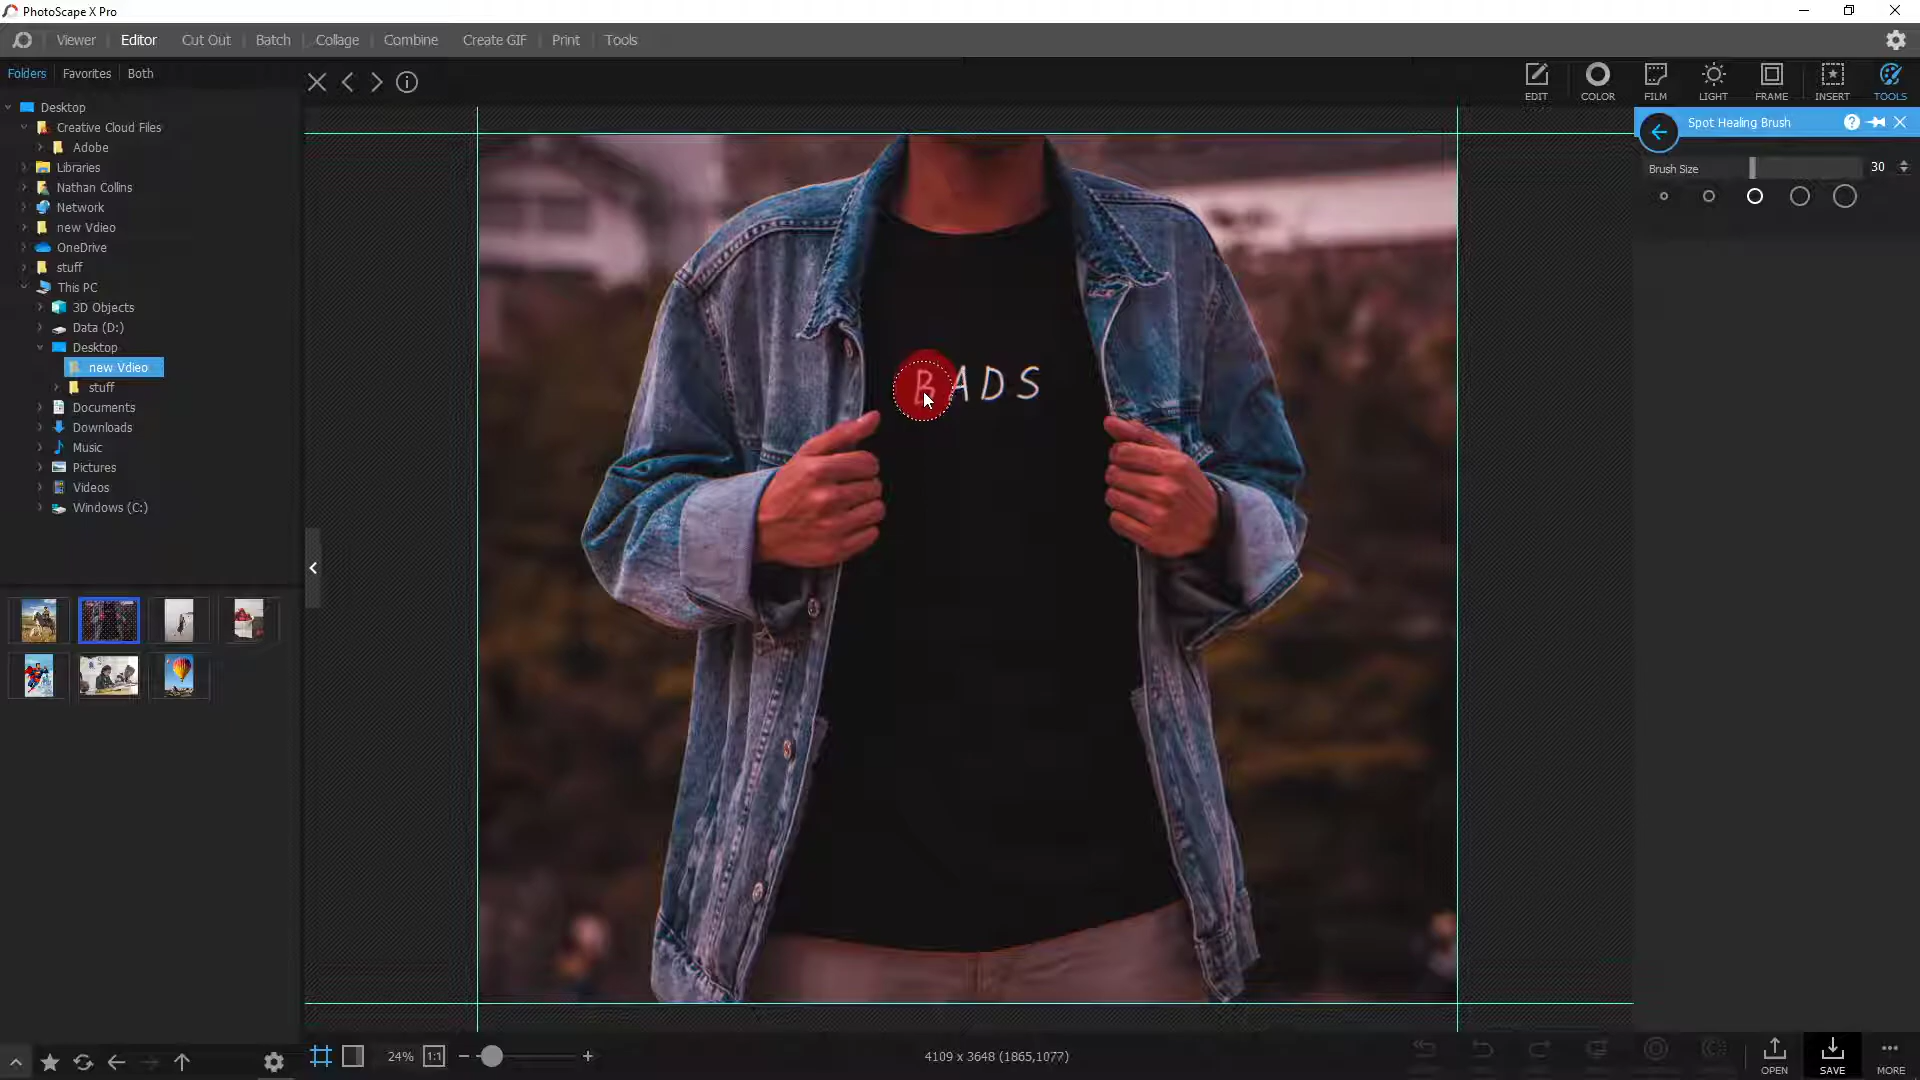 PhotoScape X Pro
Viewer Editor Cut Out Batch Collage Combine Create GIF Print Tools
Folders Favorites Both
EDIT COLOR FILM LIGHT FRAME INSERT TOOLS
Desktop
Creative Cloud Files
Adobe
Libraries
Nathan Collins
Network
new Vdieo
OneDrive
stuff
This PC
3D Objects
Data (D:)
Desktop
new Vdieo
stuff
Documents
Downloads
Music
Pictures
Videos
Windows (C:)
Spot Healing Brush
Brush Size 30
BADS
24% 1:1 4109 x 3648 (1865,1077)
OPEN SAVE MORE